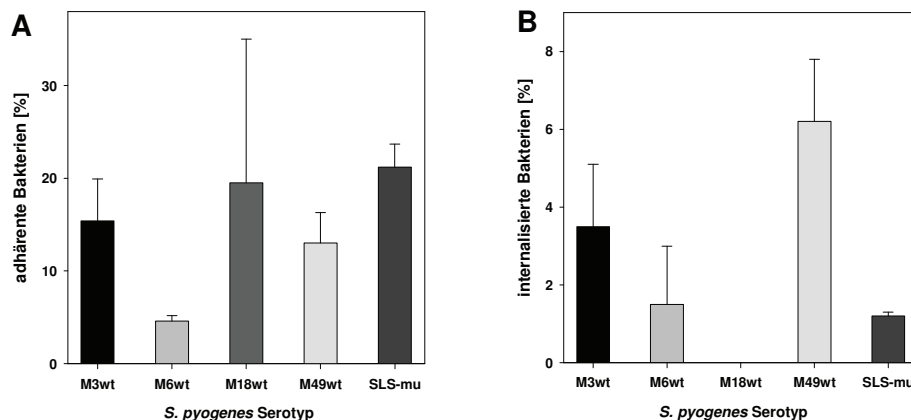 A
adhärente Bakterien [%]
30
20
10
0
M3wt M6wt M18wt M49wt SLS-mu
S. pyogenes Serotyp
B
internalisierte Bakterien [%]
8
6
4
2
0
M3wt M6wt M18wt M49wt SLS-mu
S. pyogenes Serotyp